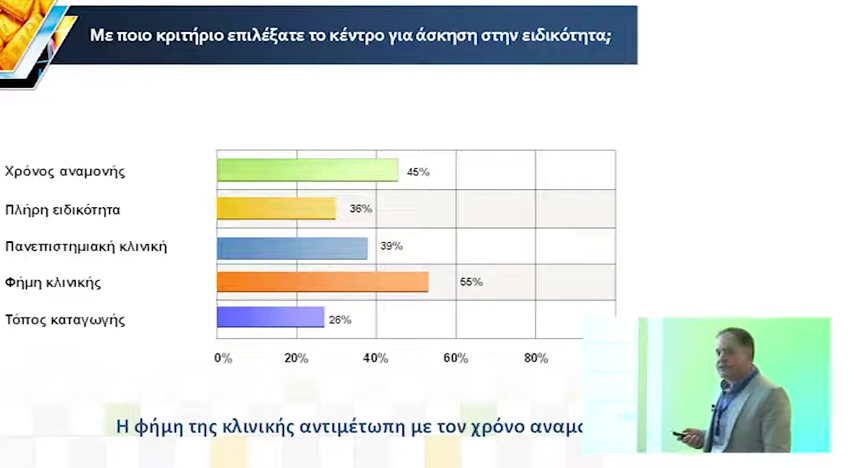 Με ποιο κριτήριο επιλέξατε το κέντρο για άσκηση στην ειδικότητα;
Χρόνος αναμονής 45%
Πλήρη ειδικότητα 36%
Πανεπιστημιακή κλινική 39%
Φήμη κλινικής 55%
Τόπος καταγωγής 26%
0% 20% 40% 60% 80%
Η φήμη της κλινικής αντιμέτωπη με τον χρόνο